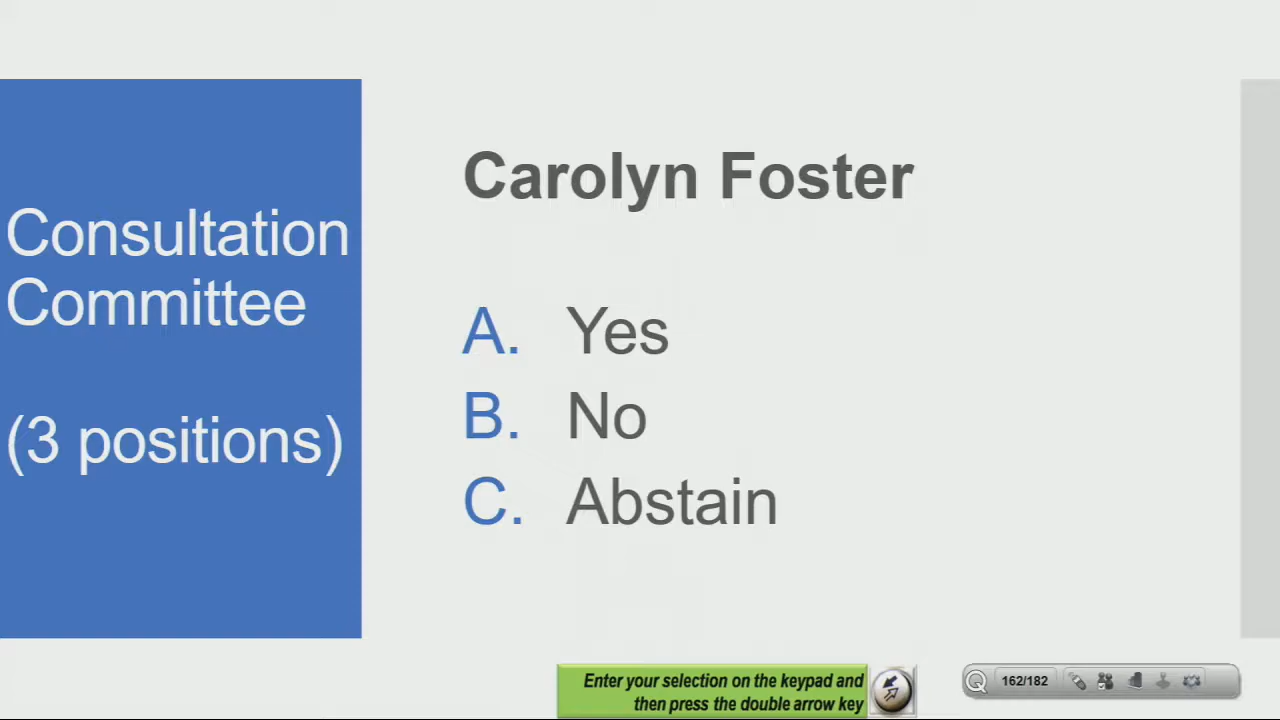 Consultation
Committee
(3 positions)
Carolyn Foster
A. Yes
B. No
C. Abstain
Enter your selection on the keypad and
then press the double arrow key
162/182